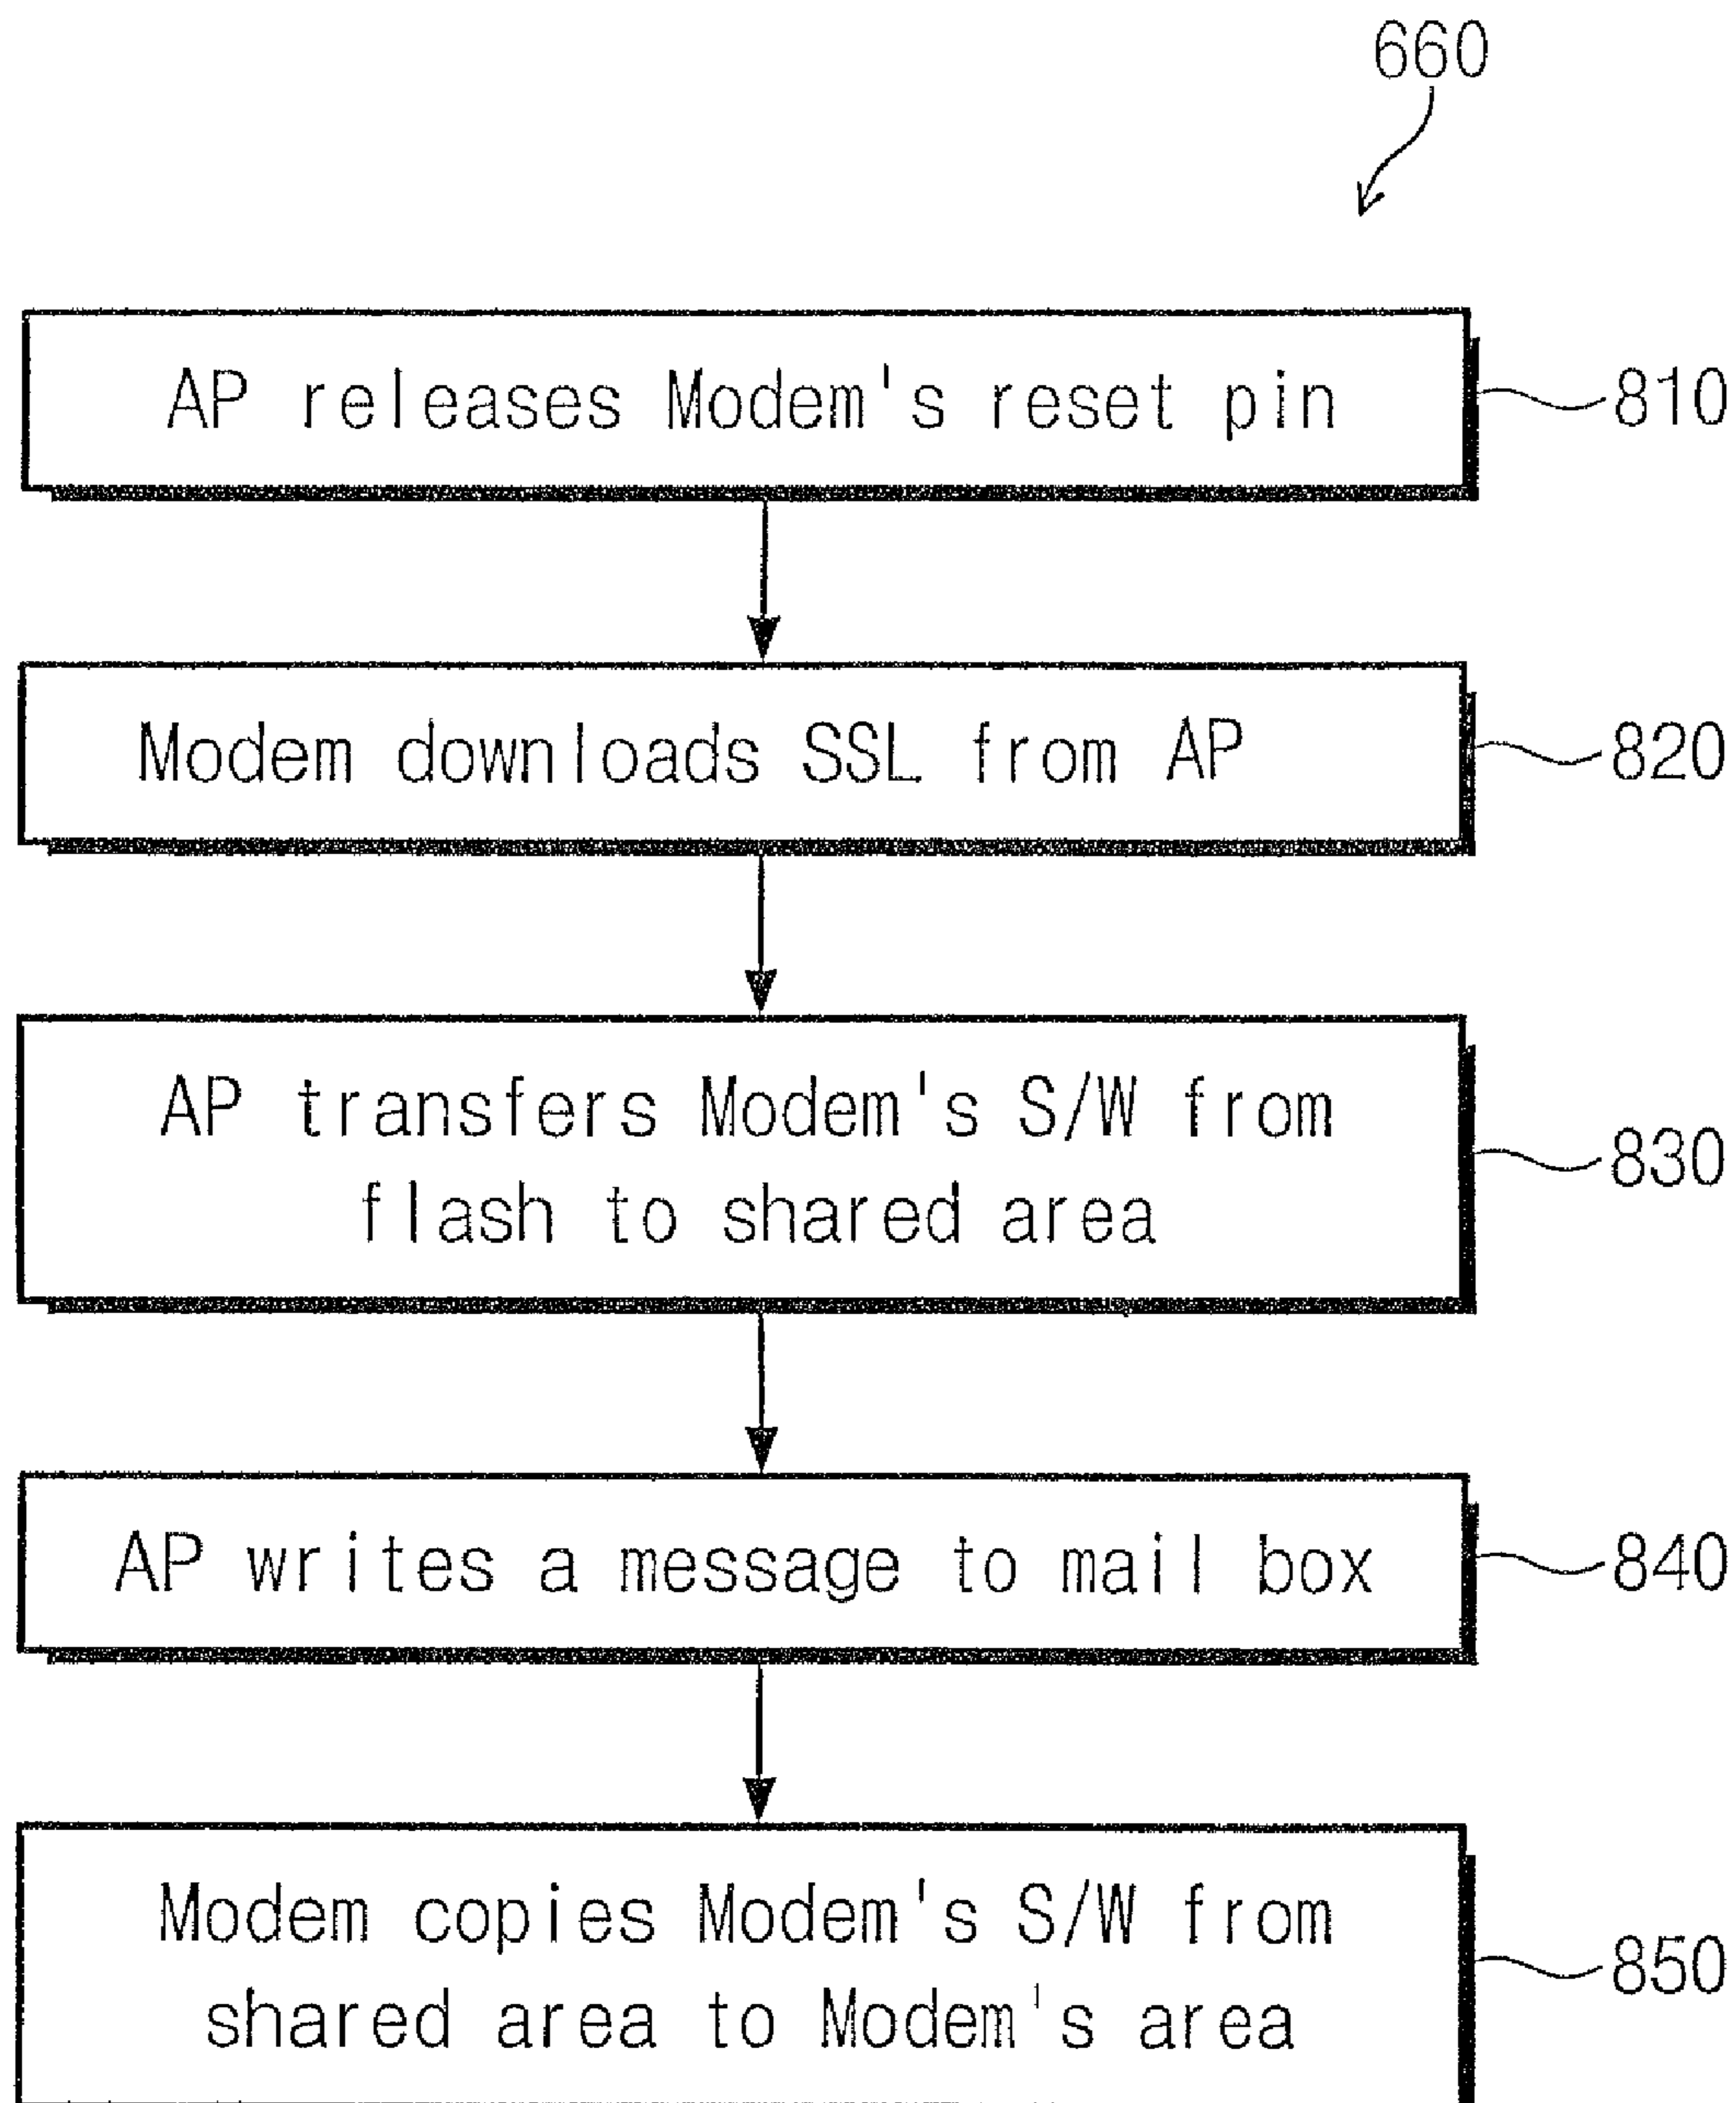 660
AP releases Modem's reset pin
810
Modem downloads SSL from AP
820
AP transfers Modem's S/W from
flash to shared area
830
AP writes a message to mail box
840
Modem copies Modem's S/W from
shared area to Modem's area
850